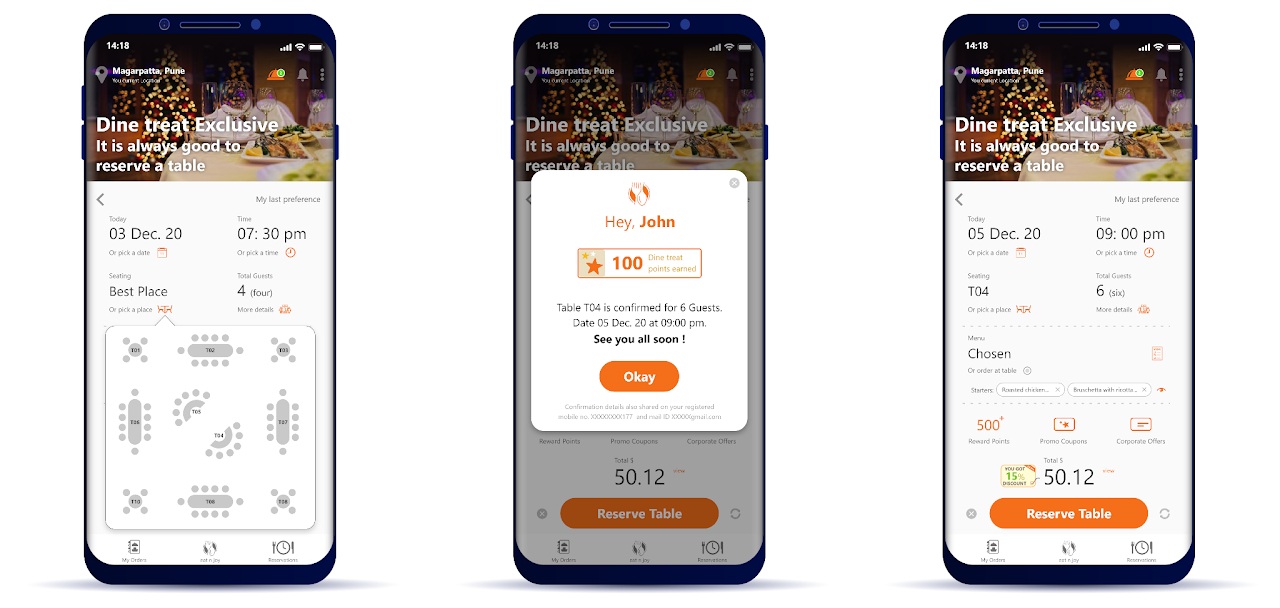 14:18
Magarpatta, Pune
You current Location
Dine treat Exclusive
It is always good to
reserve a table
My last preference
Today
Time
03 Dec. 20
07: 30 pm
Or pick a date
Or pick a time
Seating
Total Guests
Best Place
4 (four)
Or pick a place
More details
T01
T02
T03
T05
T06
T04
T07
T10
T08
T08
My Orders
eat n joy
Reservations
14:18
Magarpatta, Pune
You current Location
Dine treat Exclusive
It is always good to
reserve a table
Hey, John
100
Dine treat
points earned
Table T04 is confirmed for 6 Guests.
Date 05 Dec. 20 at 09:00 pm.
See you all soon !
Okay
Confirmation details also shared on your registered
mobile no. XXXXXXXX177 and mail ID XXXXX@gmail.com
Reward Points
Promo Coupons
Corporate Offers
Total $
50.12
Reserve Table
My Orders
eat n joy
Reservations
14:18
Magarpatta, Pune
You current Location
Dine treat Exclusive
It is always good to
reserve a table
My last preference
Today
Time
05 Dec. 20
09: 00 pm
Or pick a date
Or pick a time
Seating
Total Guests
T04
6 (six)
Or pick a place
More details
Menu
Chosen
Or order at table
Starters
Roasted chicken...
Bruschetta with ricotta...
500+
Reward Points
Promo Coupons
Corporate Offers
Total $
YOU GOT
15%
DISCOUNT
50.12
Reserve Table
My Orders
eat n joy
Reservations